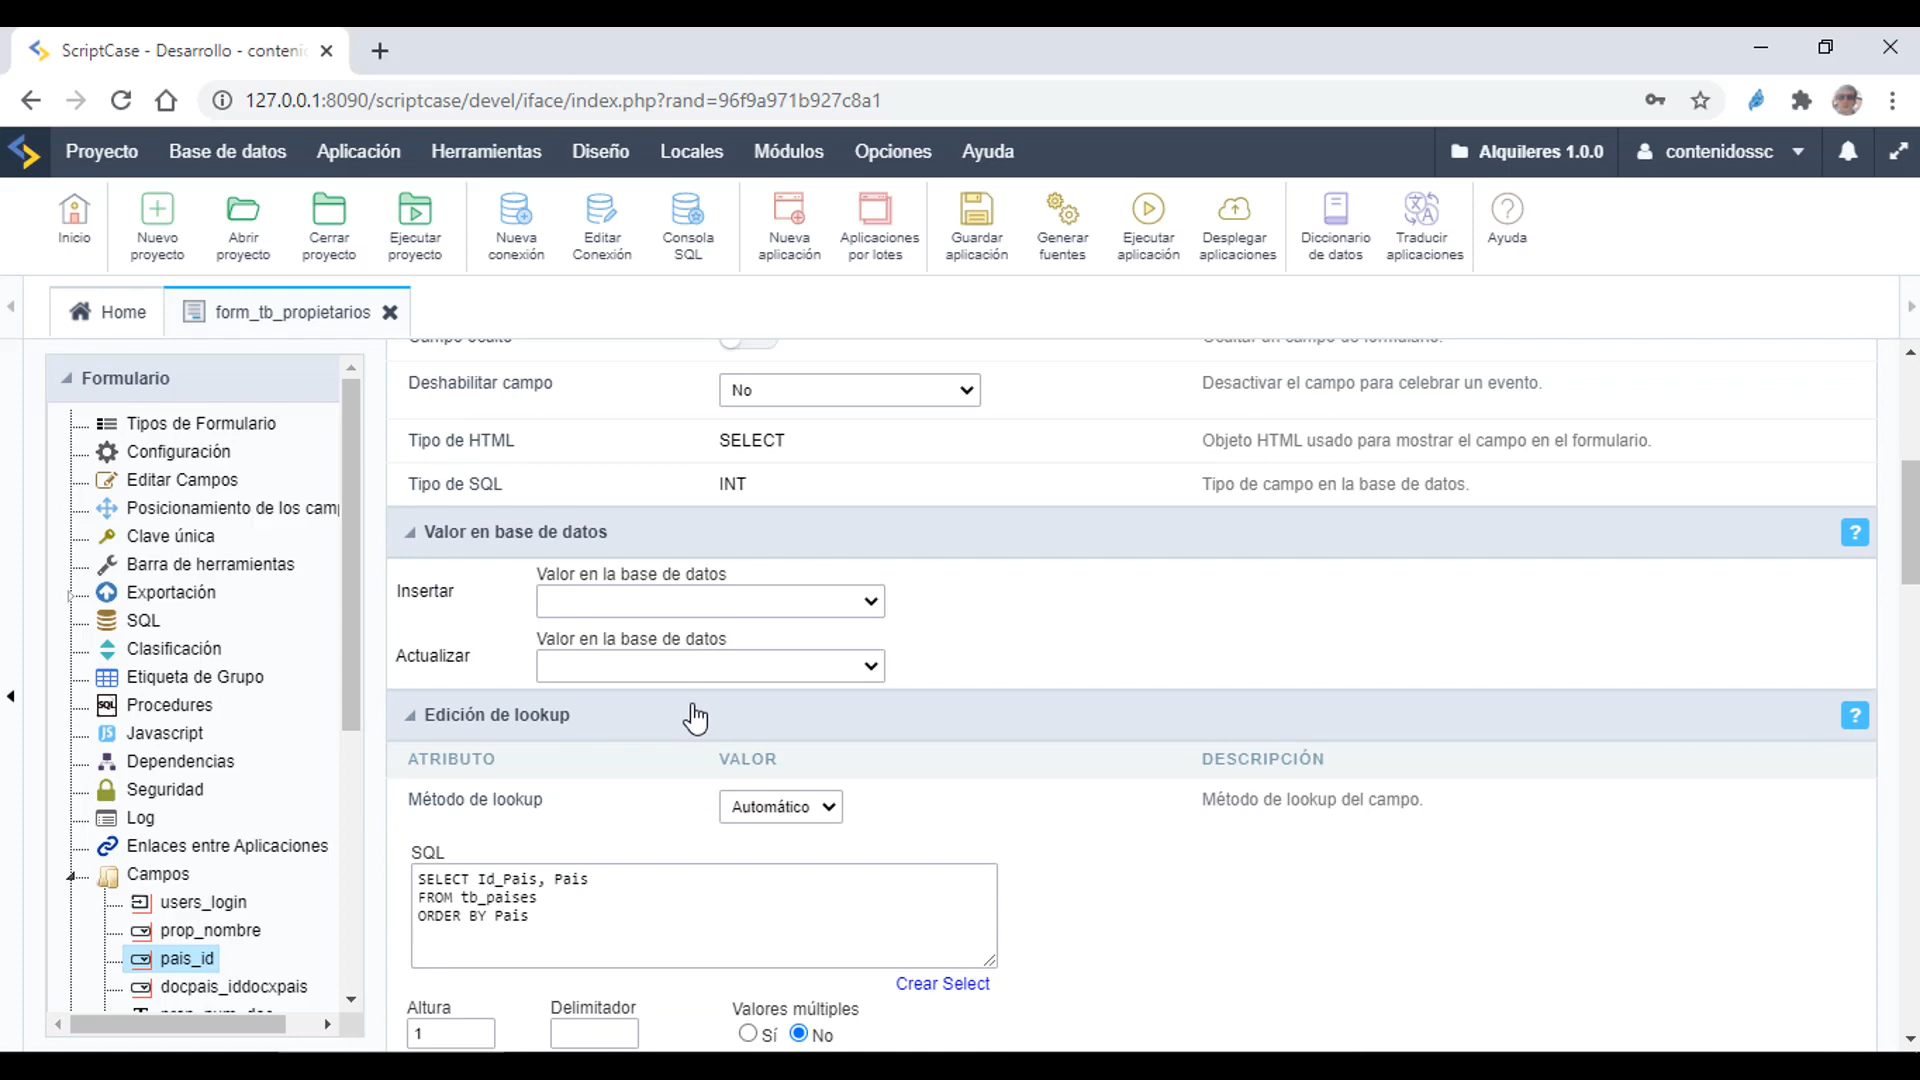 ScriptCase - Desarrollo - conteni
127.0.0.1:8090/scriptcase/devel/iface/index.php?rand=96f9a971b927c8a1
Proyecto Base de datos Aplicación Herramientas Diseño Locales Módulos Opciones Ayuda Alquileres 1.0.0 contenidossc
Inicio
Nuevo proyecto
Abrir proyecto
Cerrar proyecto
Ejecutar proyecto
Nueva conexión
Editar Conexión
Consola SQL
Nueva aplicación
Aplicaciones por lotes
Guardar aplicación
Generar fuentes
Ejecutar aplicación
Desplegar aplicaciones
Diccionario de datos
Traducir aplicaciones
Ayuda
Home form_tb_propietarios
Formulario
Tipos de Formulario
Configuración
Editar Campos
Posicionamiento de los cam
Clave única
Barra de herramientas
Exportación
SQL
Clasificación
Etiqueta de Grupo
Procedures
Javascript
Dependencias
Seguridad
Log
Enlaces entre Aplicaciones
Campos
users_login
prop_nombre
pais_id
docpais_iddocxpais
Deshabilitar campo No Desactivar el campo para celebrar un evento.
Tipo de HTML SELECT Objeto HTML usado para mostrar el campo en el formulario.
Tipo de SQL INT Tipo de campo en la base de datos.
Valor en base de datos ?
Valor en la base de datos
Insertar
Valor en la base de datos
Actualizar
Edición de lookup ?
ATRIBUTO VALOR DESCRIPCIÓN
Método de lookup Automático Método de lookup del campo.
SQL
SELECT Id_Pais, Pais
FROM tb_paises
ORDER BY Pais
Crear Select
Altura Delimitador Valores múltiples
1 Sí No